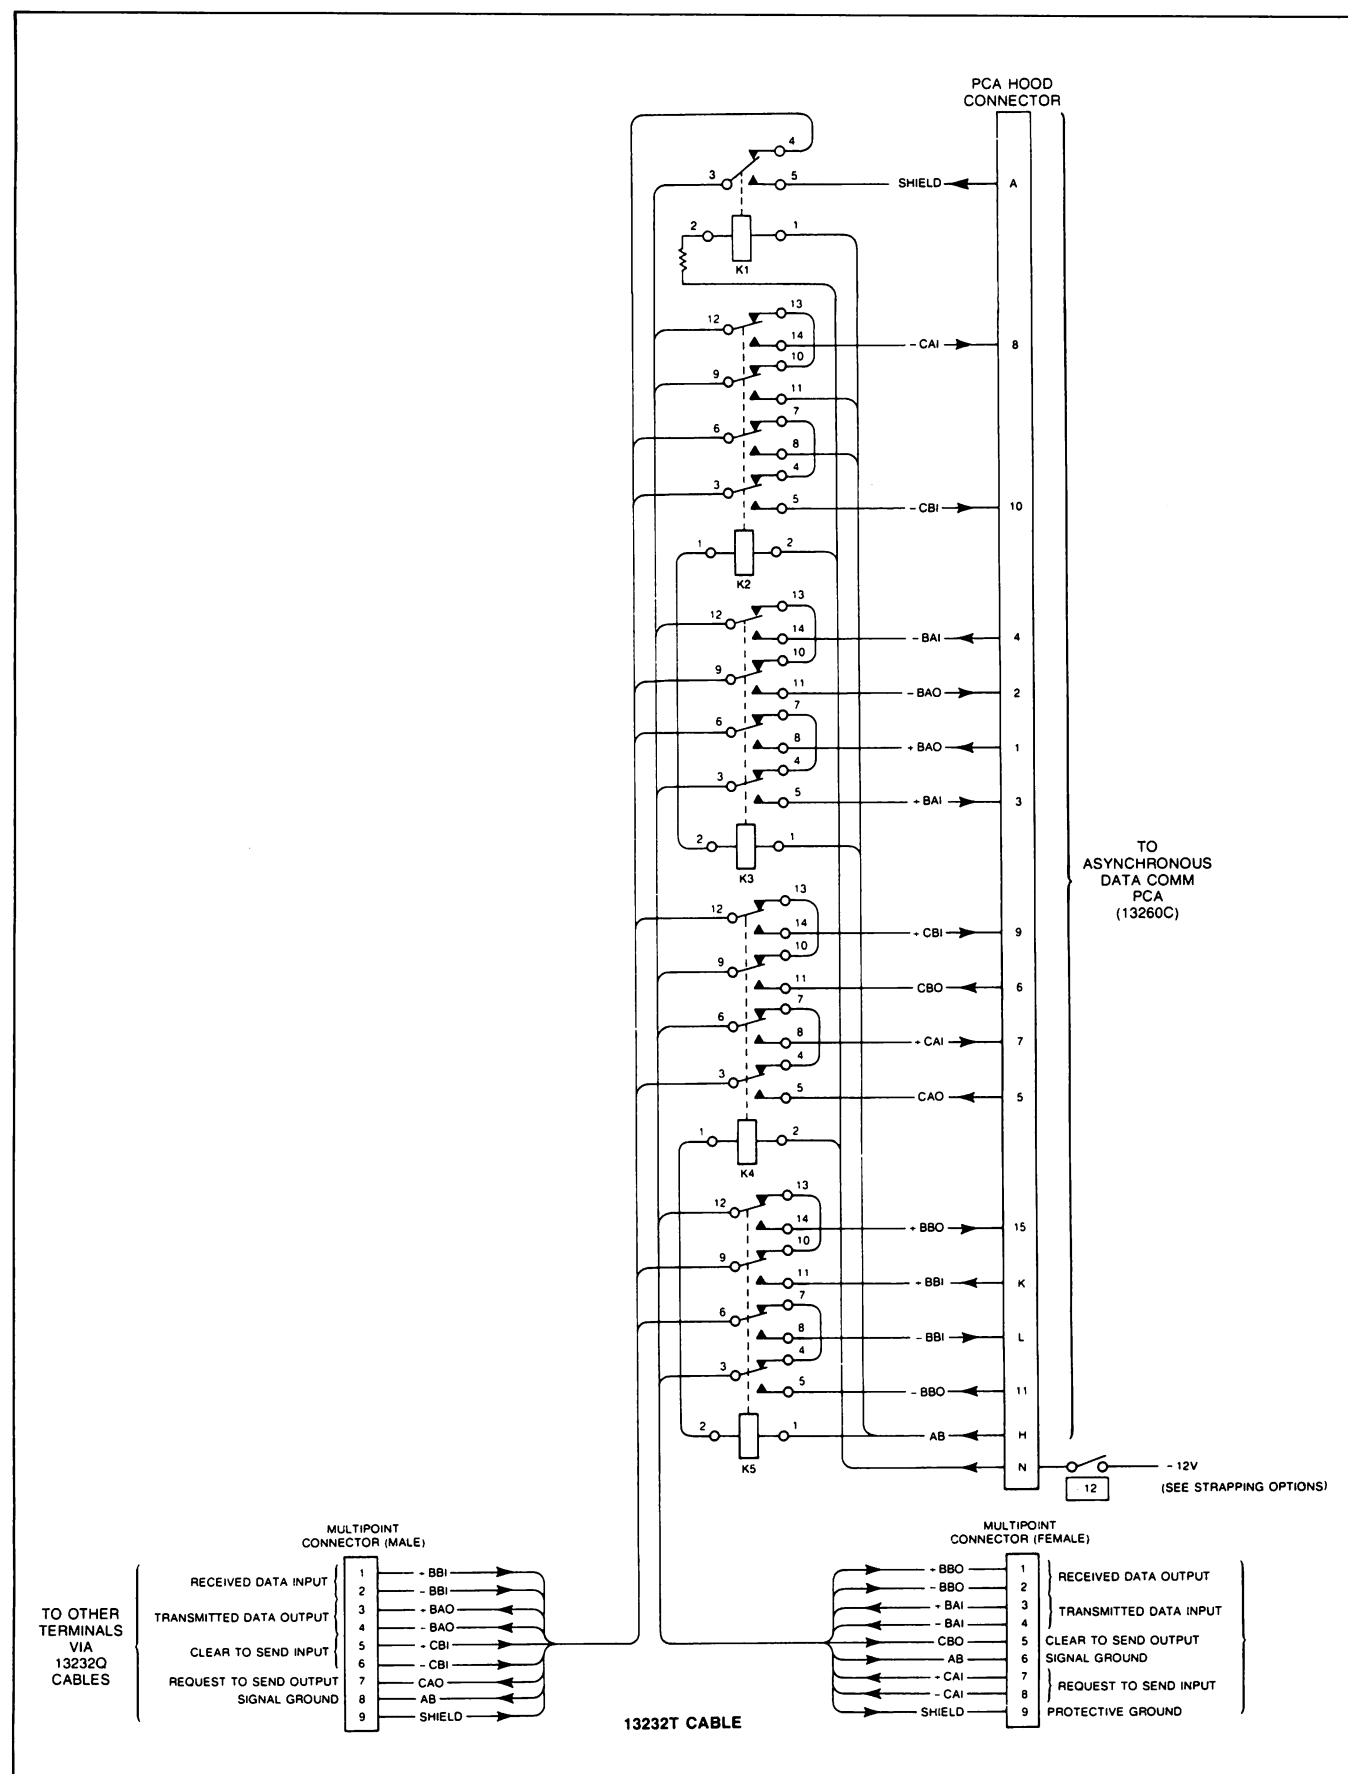 PCA HOOD
CONNECTOR
4
3
5
SHIELD
A
2
1
K1
13
12
14
- CAI
8
10
9
11
7
6
8
4
3
5
- CBI
10
1
2
K2
13
12
14
- BAI
4
10
9
11
- BAO
2
7
6
8
+ BAO
1
4
3
5
+ BAI
3
2
1
K3
TO
ASYNCHRONOUS
DATA COMM
PCA
(13260C)
13
12
14
+ CBI
9
10
9
11
CBO
6
7
6
8
+ CAI
7
4
3
5
CAO
5
1
2
K4
13
12
14
+ BBO
15
10
9
11
+ BBI
K
7
6
8
- BBI
L
4
3
5
- BBO
11
2
1
AB
H
K5
N
- 12V
- 12
(SEE STRAPPING OPTIONS)
MULTIPOINT
CONNECTOR (MALE)
TO OTHER
TERMINALS
VIA
13232Q
CABLES
RECEIVED DATA INPUT
TRANSMITTED DATA OUTPUT
CLEAR TO SEND INPUT
REQUEST TO SEND OUTPUT
SIGNAL GROUND
1 + BBI
2 - BBI
3 + BAO
4 - BAO
5 + CBI
6 - CBI
7 CAO
8 AB
9 SHIELD
13232T CABLE
MULTIPOINT
CONNECTOR (FEMALE)
+ BBO 1
- BBO 2
+ BAI 3
- BAI 4
CBO 5
AB 6
+ CAI 7
- CAI 8
SHIELD 9
RECEIVED DATA OUTPUT
TRANSMITTED DATA INPUT
CLEAR TO SEND OUTPUT
SIGNAL GROUND
REQUEST TO SEND INPUT
PROTECTIVE GROUND